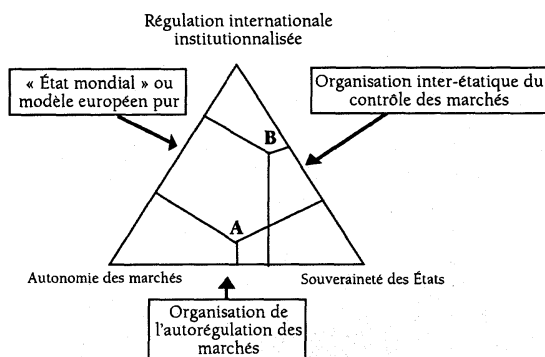 Régulation internationale
institutionnalisée
« État mondial » ou
modèle européen pur
Organisation inter-étatique du
contrôle des marchés
B
A
Autonomie des marchés
Souveraineté des États
Organisation de
l'autorégulation des
marchés